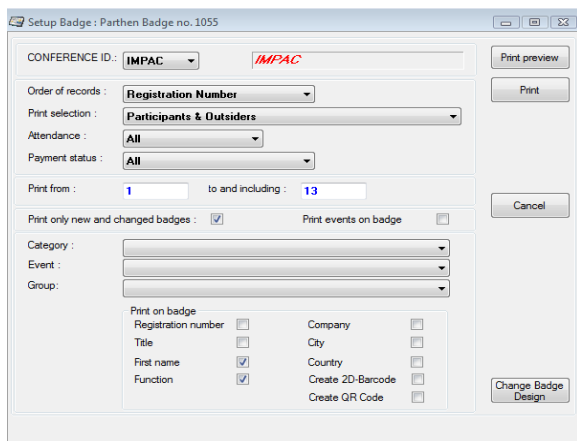 Setup Badge : Parthen Badge no. 1055
CONFERENCE ID.: IMPAC IMPAC
Print preview
Order of records : Registration Number
Print
Print selection : Participants & Outsiders
Attendance : All
Payment status : All
Print from : 1 to and including : 13
Cancel
Print only new and changed badges : Print events on badge
Category :
Event :
Group:
Print on badge
Registration number Company
Title City
First name Country
Function Create 2D-Barcode
Create QR Code
Change Badge
Design